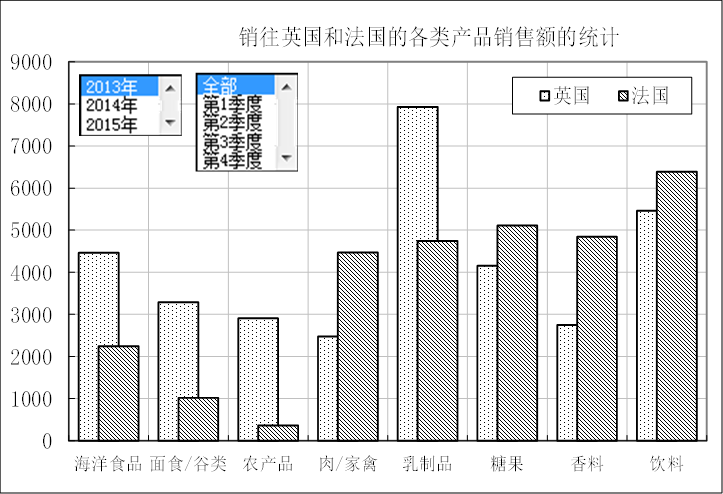 销往英国和法国的各类产品销售额的统计
9000
8000
7000
6000
5000
4000
3000
2000
1000
0
2013年
2014年
2015年
全部
第1季度
第2季度
第3季度
第4季度
英国 法国
海洋食品 面食/谷类 农产品 肉/家禽 乳制品 糖果 香料 饮料